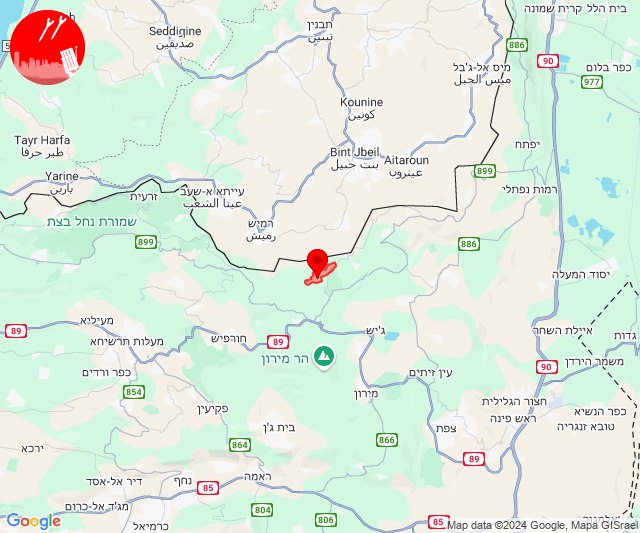 בית הלל קרית שמונה
Seddiqine
صديقين
תבנין
تبنين
886
90
מיס אל-ג'בל
ميس الجبل
כפר בלום
977
Kounine
כונין
Tayr Harfa
طير حرفا
Bint Jbeil
بنت جبيل
Aitaroun
عيترون
יפתח
899
Yarine
يارين
זרעית
עייתא א-שעב
عيتا الشعب
רמות נפתלי
שמורת נחל בצת
רמיש
رميش
899
886
יסוד המעלה
89
מעיליא
מעלות תרשיחא
חורפיש
89
ג'יש
איילת השחר
גדות
הר מירון
90
משמר הירדן
כפר ורדים
854
עין זיתים
מירון
חצור הגלילית
ראש פינה
כפר הנשיא
טובא זנגריה
פקיעין
בית ג'ן
צפת
866
864
ירכא
89
דיר אל-אסד
נחף
85
ראמה
מג'ד אל-כרום
804
806
85
כרמיאל
Google
Map data ©2024 Google, Mapa GISrael